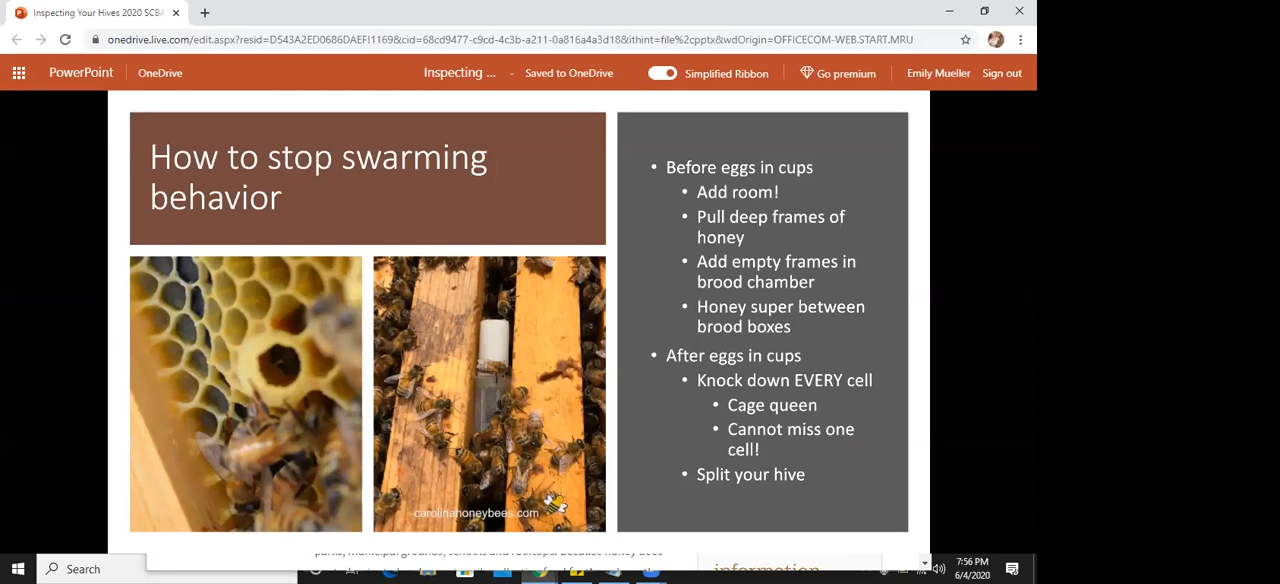 Inspecting Your Hives 2020 SCBA
onedrive.live.com/edit.aspx?resid=D543A2ED0686DAEF!1169&cid=68cd9477-c9cd-4c3b-a211-0a816a4a3d18&ithint=file%2cpptx&wdOrigin=OFFICECOM-WEB.START.MRU
PowerPoint OneDrive Inspecting ... - Saved to OneDrive Simplified Ribbon Go premium Emily Mueller Sign out
How to stop swarming
behavior
carolinahoneybees.com
• Before eggs in cups
• Add room!
• Pull deep frames of
honey
• Add empty frames in
brood chamber
• Honey super between
brood boxes
• After eggs in cups
• Knock down EVERY cell
• Cage queen
• Cannot miss one
cell!
• Split your hive
information
Search
7:56 PM
6/4/2020